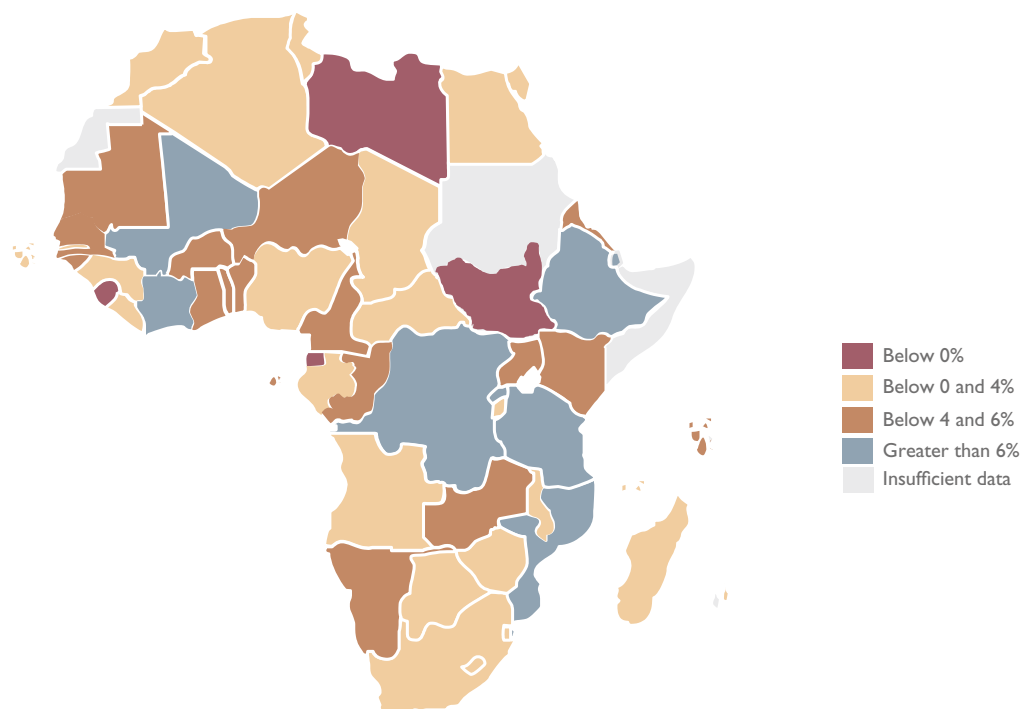 Below 0%
Below 0 and 4%
Below 4 and 6%
Greater than 6%
Insufficient data